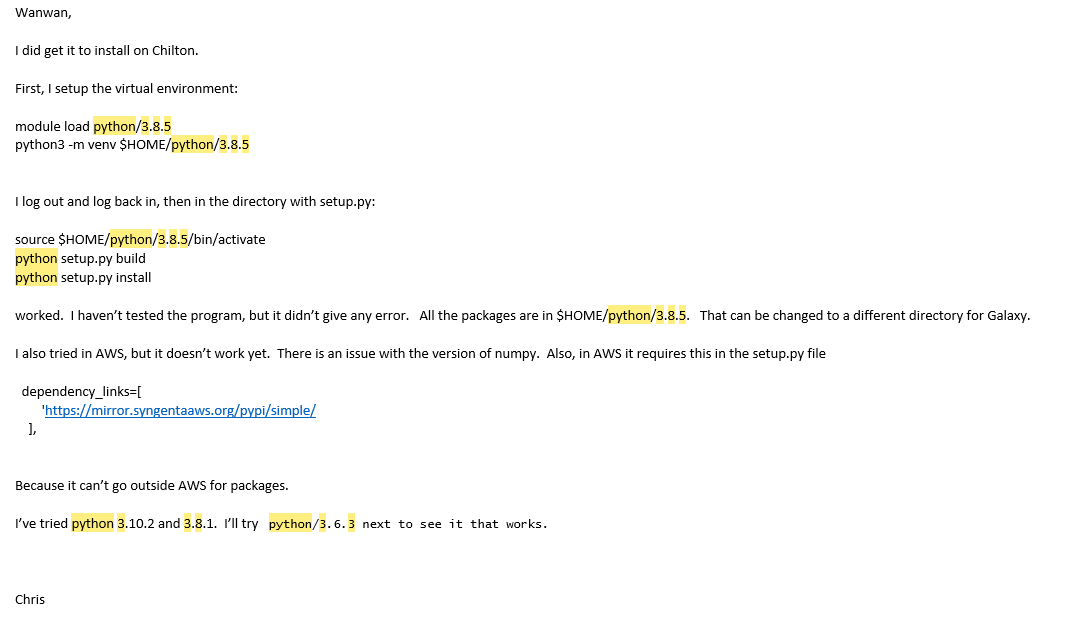 Wanwan,
I did get it to install on Chilton.
First, I setup the virtual environment:
module load python/3.8.5
python3 -m venv $HOME/python/3.8.5
I log out and log back in, then in the directory with setup.py:
source $HOME/python/3.8.5/bin/activate
python setup.py build
python setup.py install
worked.  I haven't tested the program, but it didn't give any error.   All the packages are in $HOME/python/3.8.5.   That can be changed to a different directory for Galaxy.
I also tried in AWS, but it doesn't work yet.  There is an issue with the version of numpy.  Also, in AWS it requires this in the setup.py file
dependency_links=[
'https://mirror.syngentaaws.org/pypi/simple/
],
Because it can't go outside AWS for packages.
I've tried python 3.10.2 and 3.8.1.  I'll try  python/3.6.3 next to see it that works.
Chris